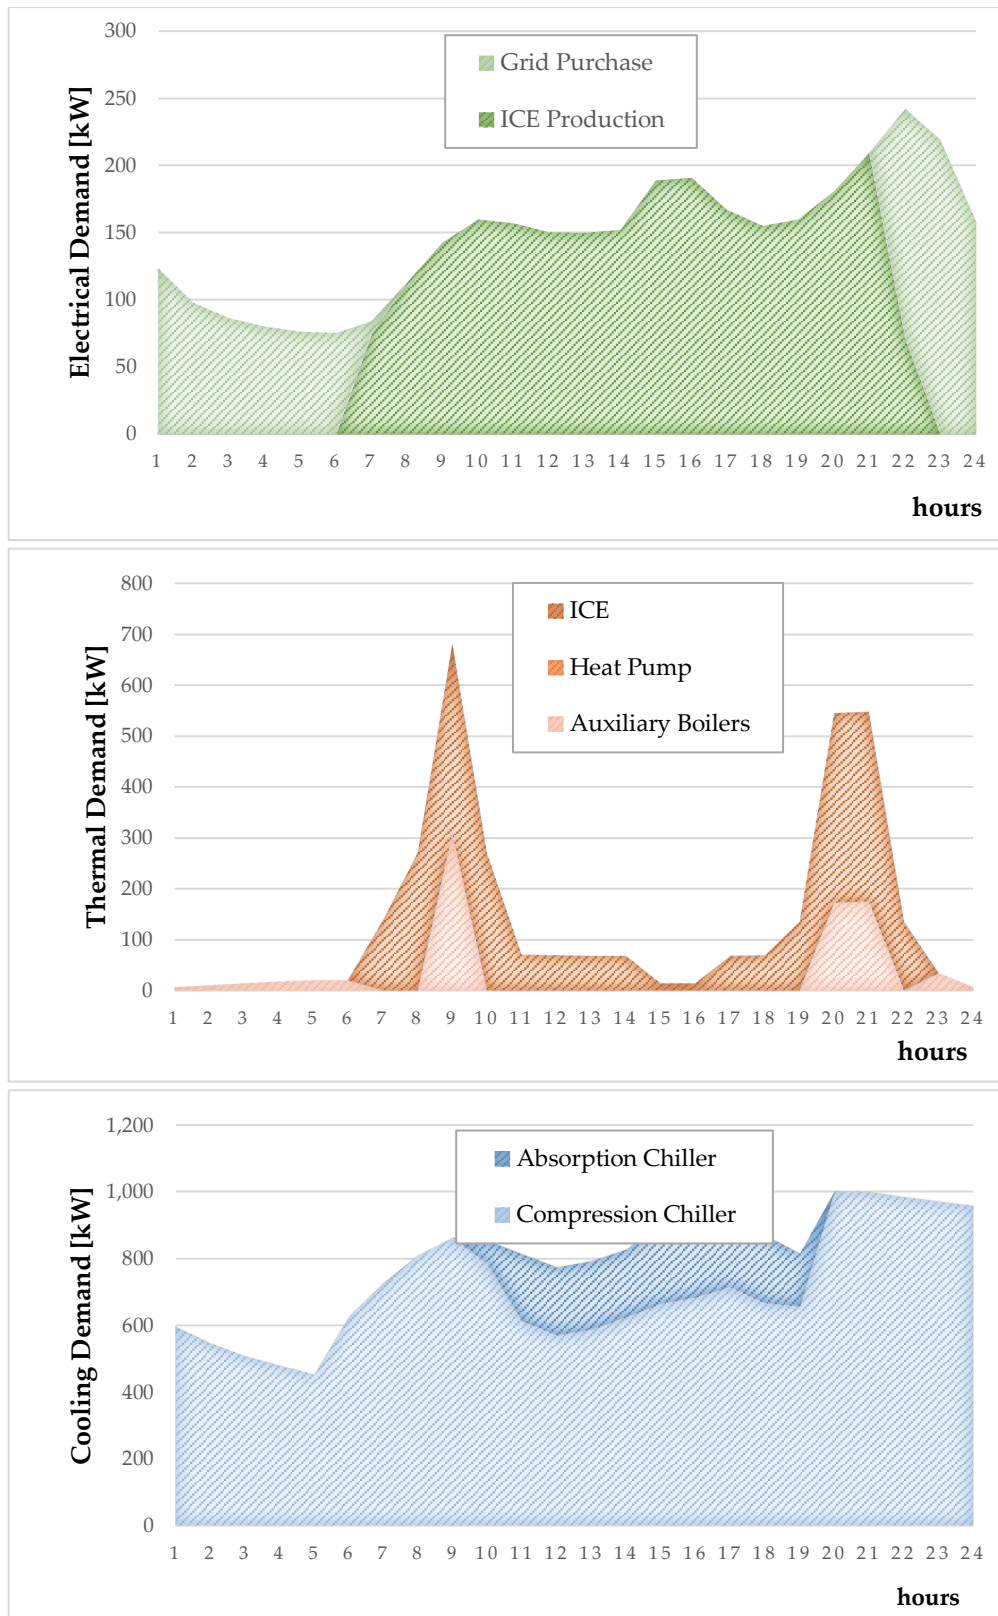 300
Grid Purchase
ICE Production
250
200
150
100
50
0
Electrical Demand [kW]
1 2 3 4 5 6 7 8 9 10 11 12 13 14 15 16 17 18 19 20 21 22 23 24
hours
800
ICE
700
Heat Pump
600
Auxiliary Boilers
500
400
300
200
100
0
Thermal Demand [kW]
1 2 3 4 5 6 7 8 9 10 11 12 13 14 15 16 17 18 19 20 21 22 23 24
hours
1,200
Absorption Chiller
1,000
Compression Chiller
800
600
400
200
0
Cooling Demand [kW]
1 2 3 4 5 6 7 8 9 10 11 12 13 14 15 16 17 18 19 20 21 22 23 24
hours